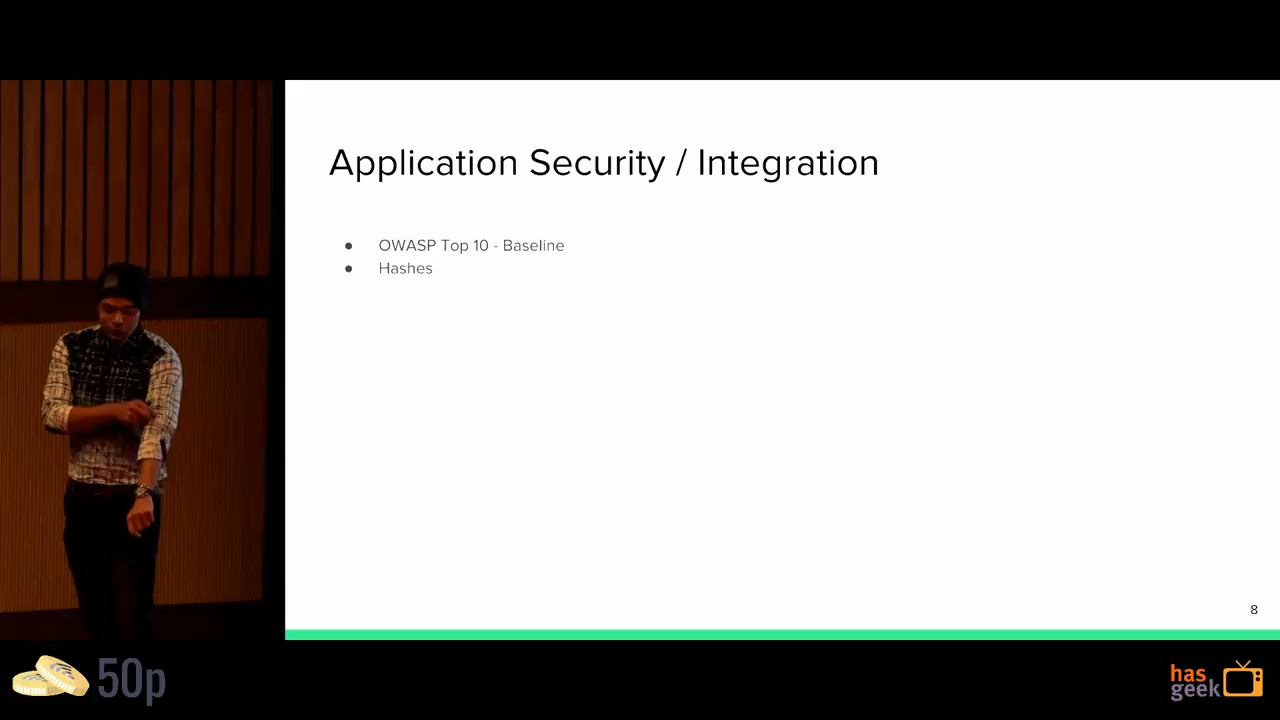 Application Security / Integration
● OWASP Top 10 - Baseline
● Hashes
8
50p
has
geek